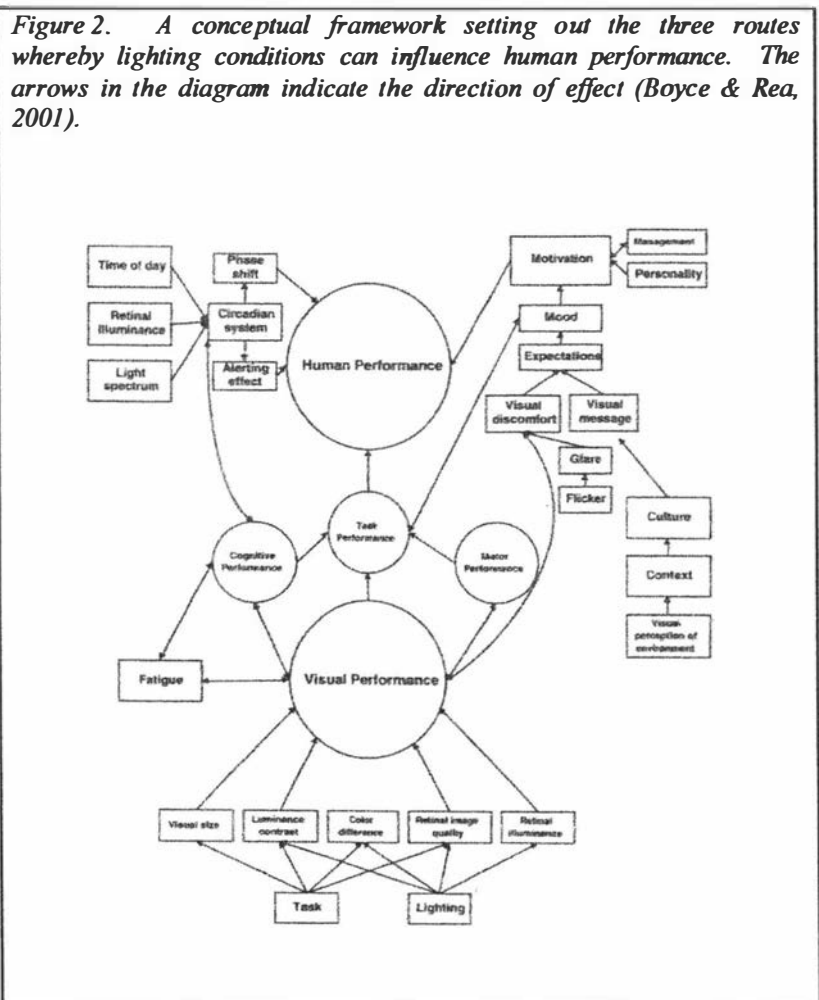 Figure 2. A conceptual framework setting out the three routes
whereby lighting conditions can influence human performance. The
arrows in the diagram indicate the direction of effect (Boyce & Rea,
2001).
Time of day
Phase
shift
Retinal
illuminance
Circadian
system
Light
spectrum
Alerting
effect
Human Performance
Motivation
Management
Personality
Mood
Expectations
Visual
discomfort
Visual
message
Glare
Flicker
Culture
Context
Visual
perception of
environment
Cognitive
Performance
Task
Performance
Motor
Performance
Fatigue
Visual Performance
Visual size
Luminance
contrast
Color
difference
Retinal image
quality
Retinal
illuminance
Task
Lighting